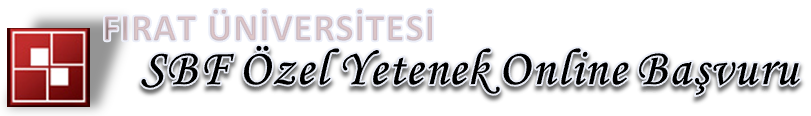 FIRAT ÜNİVERSİTESİ
SBF Özel Yetenek Online Başvuru